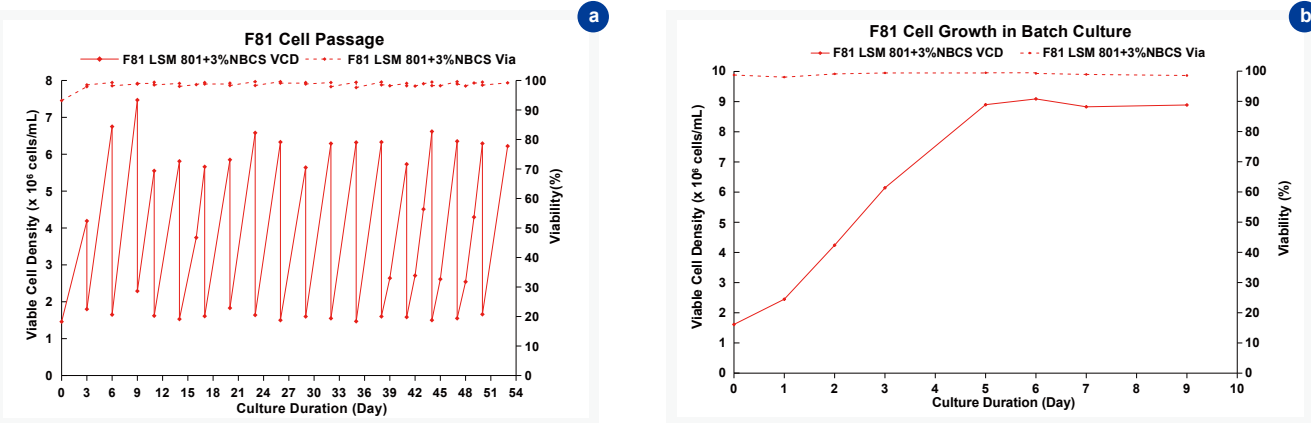 a
F81 Cell Passage
F81 LSM 801+3%NBCS VCD
F81 LSM 801+3%NBCS Via
Viable Cell Density (x 10⁶ cells/mL)
8
7
6
5
4
3
2
1
0
100
90
80
70
60
50
40
30
20
10
0
Viability(%)
0 3 6 9 12 15 18 21 24 27 30 33 36 39 42 45 48 51 54
Culture Duration (Day)
b
F81 Cell Growth in Batch Culture
F81 LSM 801+3%NBCS VCD
F81 LSM 801+3%NBCS Via
Viable Cell Density (x 10⁶ cells/mL)
10
9
8
7
6
5
4
3
2
1
0
100
90
80
70
60
50
40
30
20
10
0
Viability (%)
0 1 2 3 4 5 6 7 8 9 10
Culture Duration (Day)